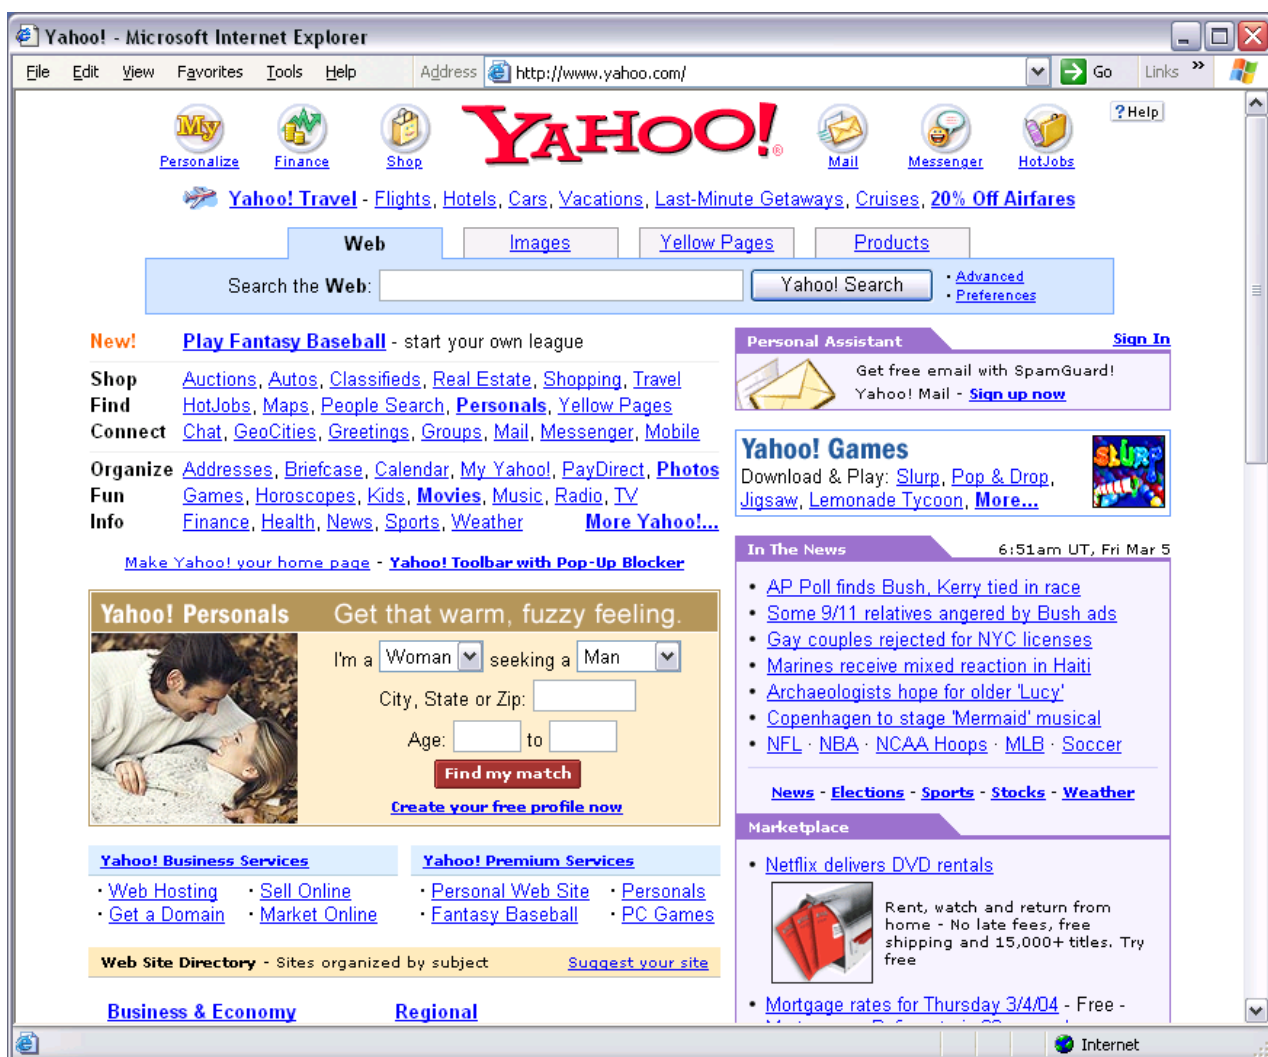 Yahoo! - Microsoft Internet Explorer
File Edit View Favorites Tools Help Address http://www.yahoo.com/ Go Links »
My
YAHOO!®
? Help
Personalize Finance Shop Mail Messenger HotJobs
Yahoo! Travel - Flights, Hotels, Cars, Vacations, Last-Minute Getaways, Cruises, 20% Off Airfares
Web Images Yellow Pages Products
Search the Web: Yahoo! Search
· Advanced
· Preferences
New! Play Fantasy Baseball - start your own league
Shop Auctions, Autos, Classifieds, Real Estate, Shopping, Travel
Find HotJobs, Maps, People Search, Personals, Yellow Pages
Connect Chat, GeoCities, Greetings, Groups, Mail, Messenger, Mobile
Organize Addresses, Briefcase, Calendar, My Yahoo!, PayDirect, Photos
Fun Games, Horoscopes, Kids, Movies, Music, Radio, TV
Info Finance, Health, News, Sports, Weather More Yahoo!...
Make Yahoo! your home page - Yahoo! Toolbar with Pop-Up Blocker
Yahoo! Personals Get that warm, fuzzy feeling.
I'm a Woman seeking a Man
City, State or Zip:
Age: to
Find my match
Create your free profile now
Yahoo! Business Services
· Web Hosting · Sell Online
· Get a Domain · Market Online
Yahoo! Premium Services
· Personal Web Site · Personals
· Fantasy Baseball · PC Games
Web Site Directory - Sites organized by subject Suggest your site
Business & Economy Regional
Personal Assistant Sign In
Get free email with SpamGuard!
Yahoo! Mail - Sign up now
Yahoo! Games
Download & Play: Slurp, Pop & Drop,
Jigsaw, Lemonade Tycoon, More...
SLURP
In The News 6:51am UT, Fri Mar 5
• AP Poll finds Bush, Kerry tied in race
• Some 9/11 relatives angered by Bush ads
• Gay couples rejected for NYC licenses
• Marines receive mixed reaction in Haiti
• Archaeologists hope for older 'Lucy'
• Copenhagen to stage 'Mermaid' musical
• NFL · NBA · NCAA Hoops · MLB · Soccer
News - Elections - Sports - Stocks - Weather
Marketplace
• Netflix delivers DVD rentals
Rent, watch and return from
home - No late fees, free
shipping and 15,000+ titles. Try
free
• Mortgage rates for Thursday 3/4/04 - Free -
Internet